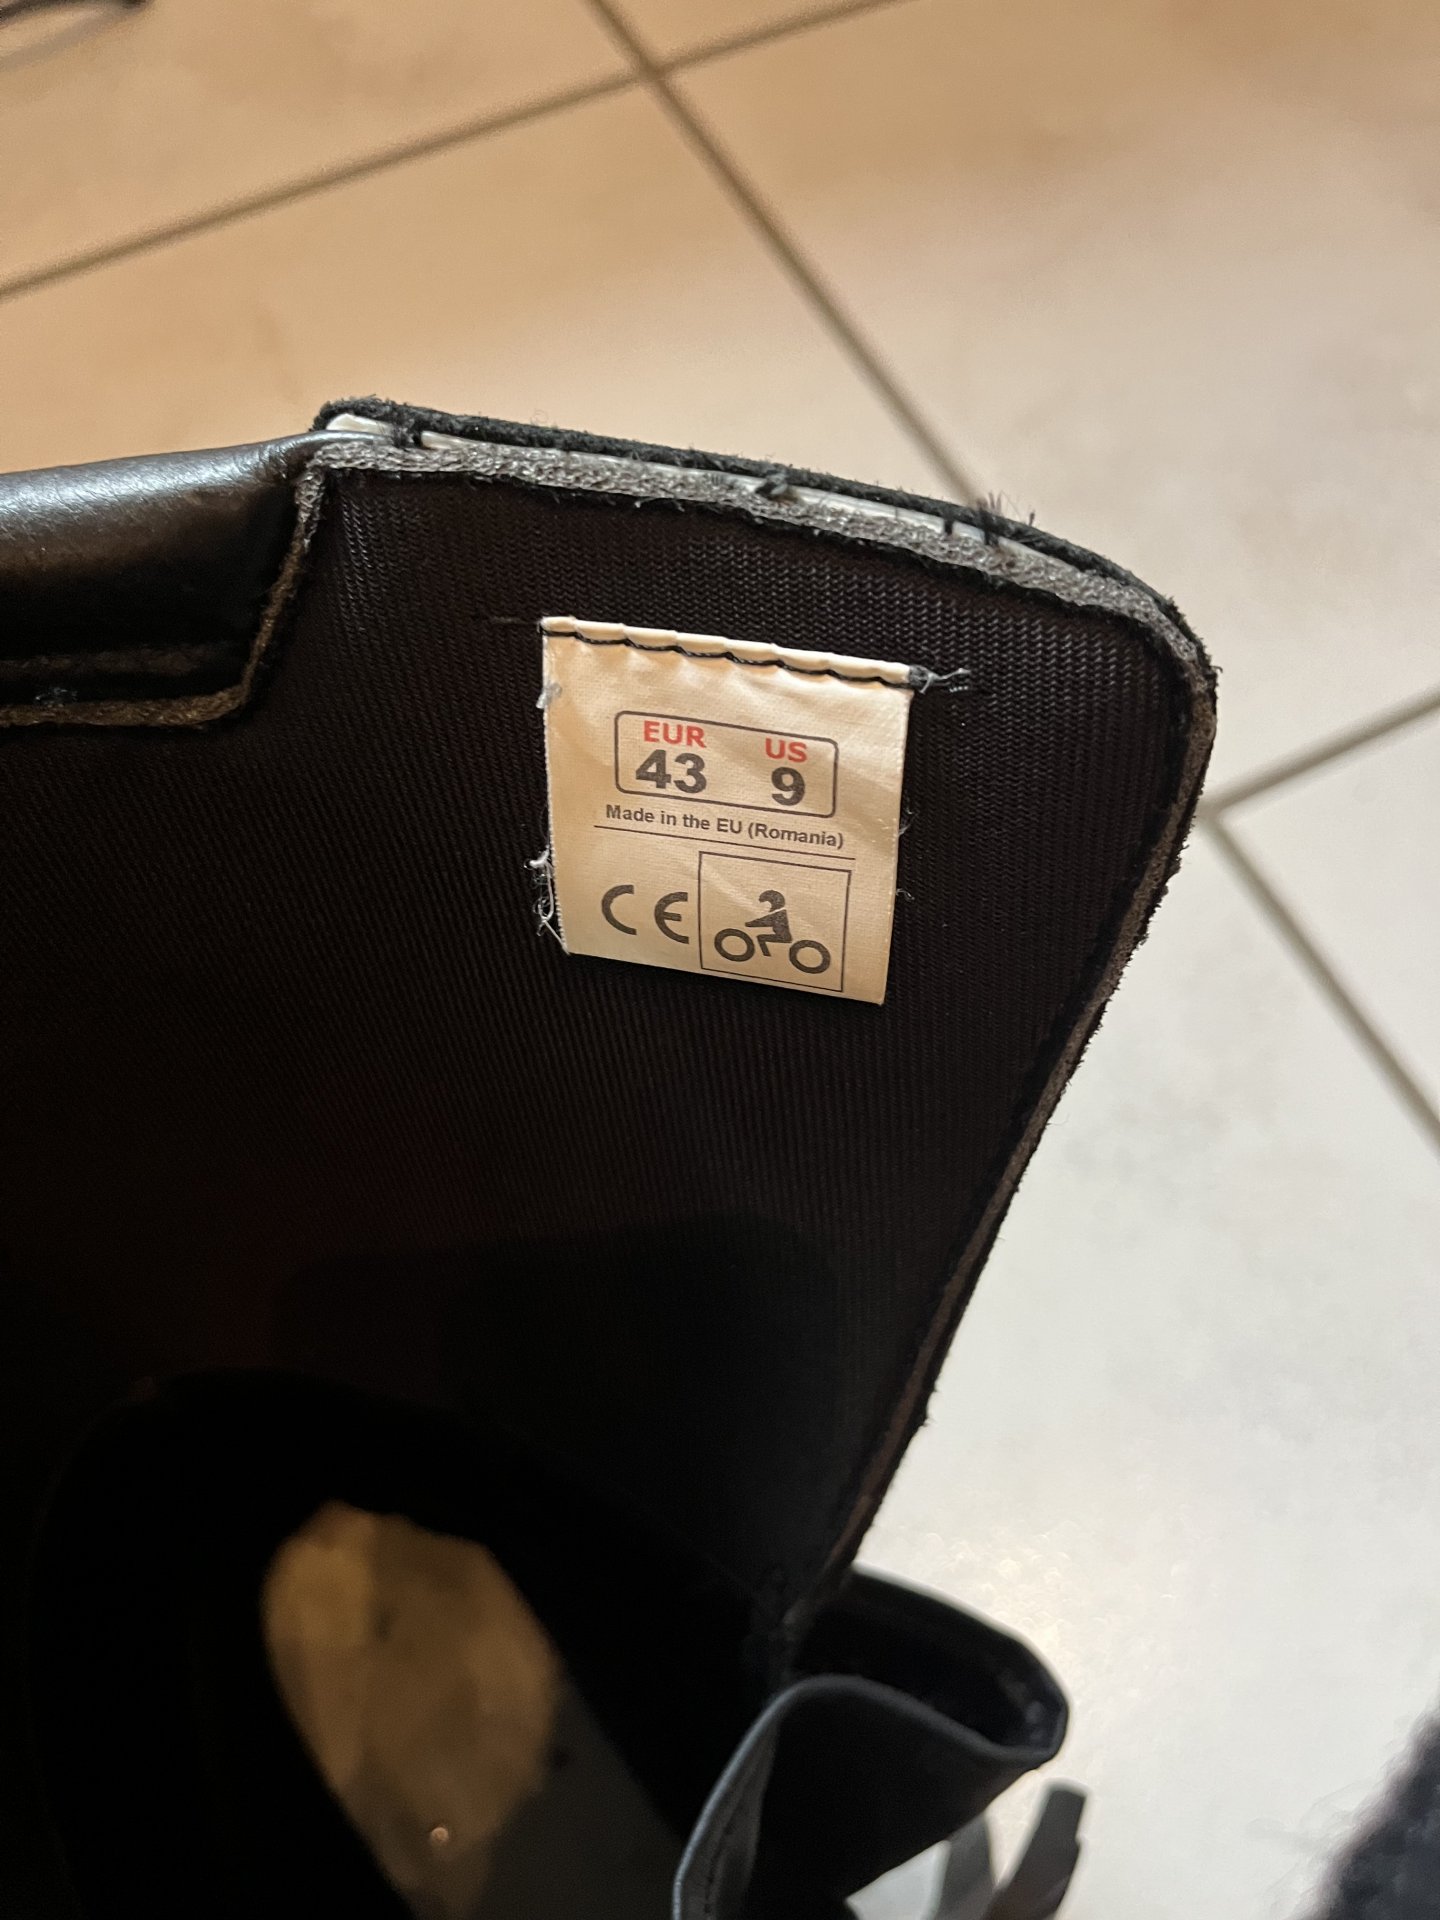 EUR US
43 9
Made in the EU (Romania)
CE